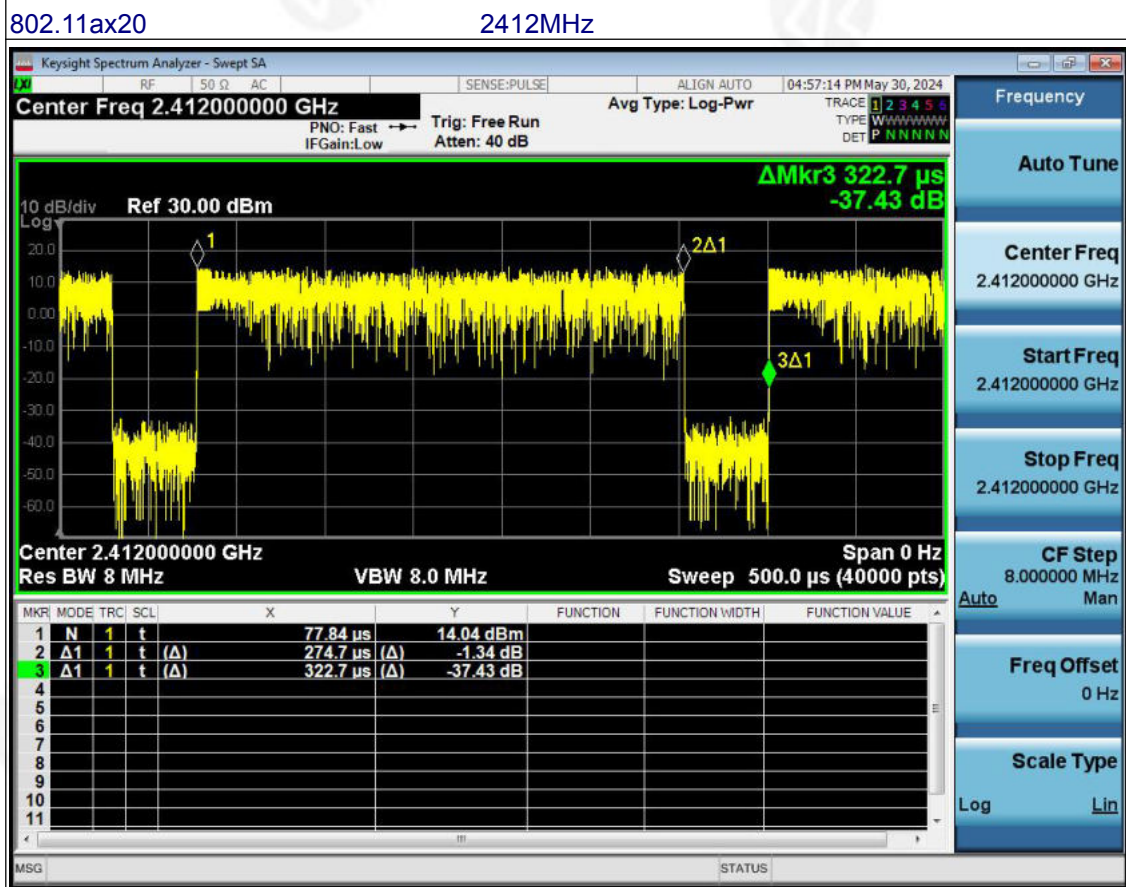 802.11ax20 2412MHz
Keysight Spectrum Analyzer - Swept SA
LXI RF 50 Ω AC SENSE:PULSE ALIGN AUTO 04:57:14 PM May 30, 2024
Center Freq 2.412000000 GHz
PNO: Fast
IFGain:Low
Trig: Free Run
Atten: 40 dB
Avg Type: Log-Pwr
TRACE 1 2 3 4 5 6
TYPE WWWWWW
DET P N N N N N
ΔMkr3 322.7 µs
-37.43 dB
10 dB/div Ref 30.00 dBm
Log
20.0
10.0
0.00
-10.0
-20.0
-30.0
-40.0
-50.0
-60.0
1
2Δ1
3Δ1
Center 2.412000000 GHz Span 0 Hz
Res BW 8 MHz VBW 8.0 MHz Sweep 500.0 µs (40000 pts)
MKR MODE TRC SCL X Y FUNCTION FUNCTION WIDTH FUNCTION VALUE
1 N 1 t 77.84 µs 14.04 dBm
2 Δ1 1 t (Δ) 274.7 µs (Δ) -1.34 dB
3 Δ1 1 t (Δ) 322.7 µs (Δ) -37.43 dB
4
5
6
7
8
9
10
11
MSG STATUS
Frequency
Auto Tune
Center Freq
2.412000000 GHz
Start Freq
2.412000000 GHz
Stop Freq
2.412000000 GHz
CF Step
8.000000 MHz
Auto Man
Freq Offset
0 Hz
Scale Type
Log Lin